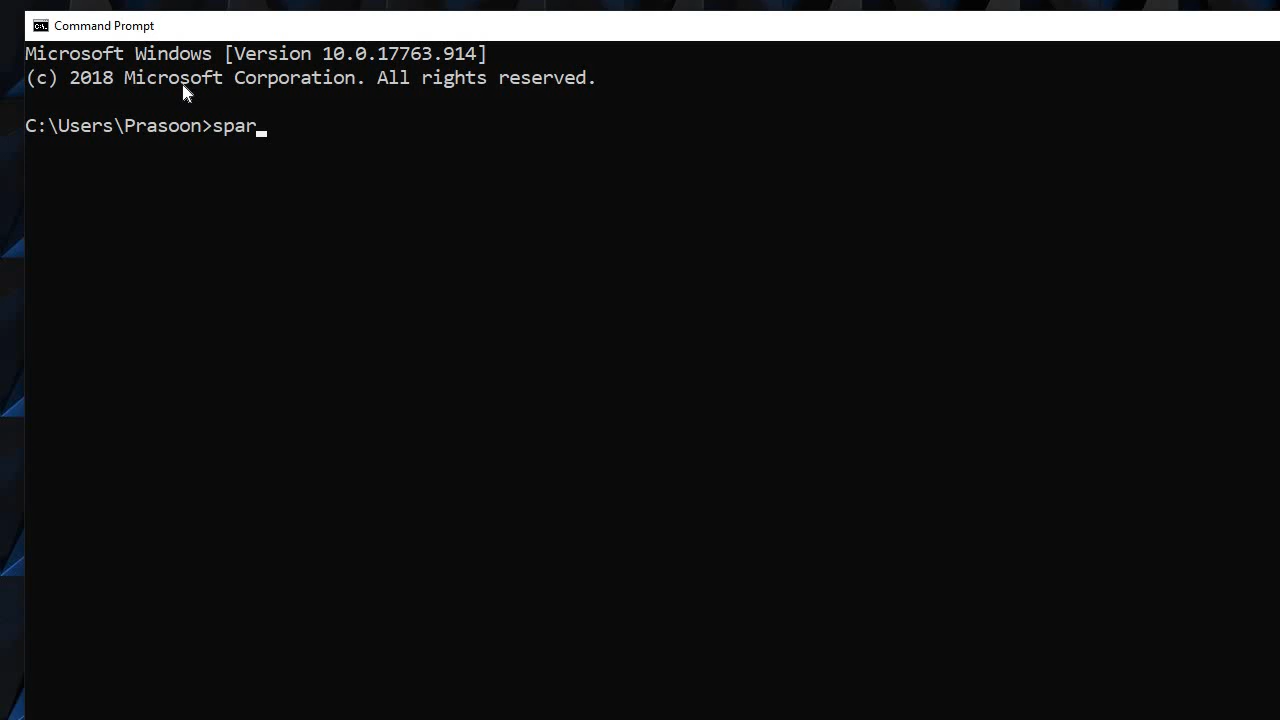 Command Prompt
Microsoft Windows [Version 10.0.17763.914]
(c) 2018 Microsoft Corporation. All rights reserved.
C:\Users\Prasoon>spar